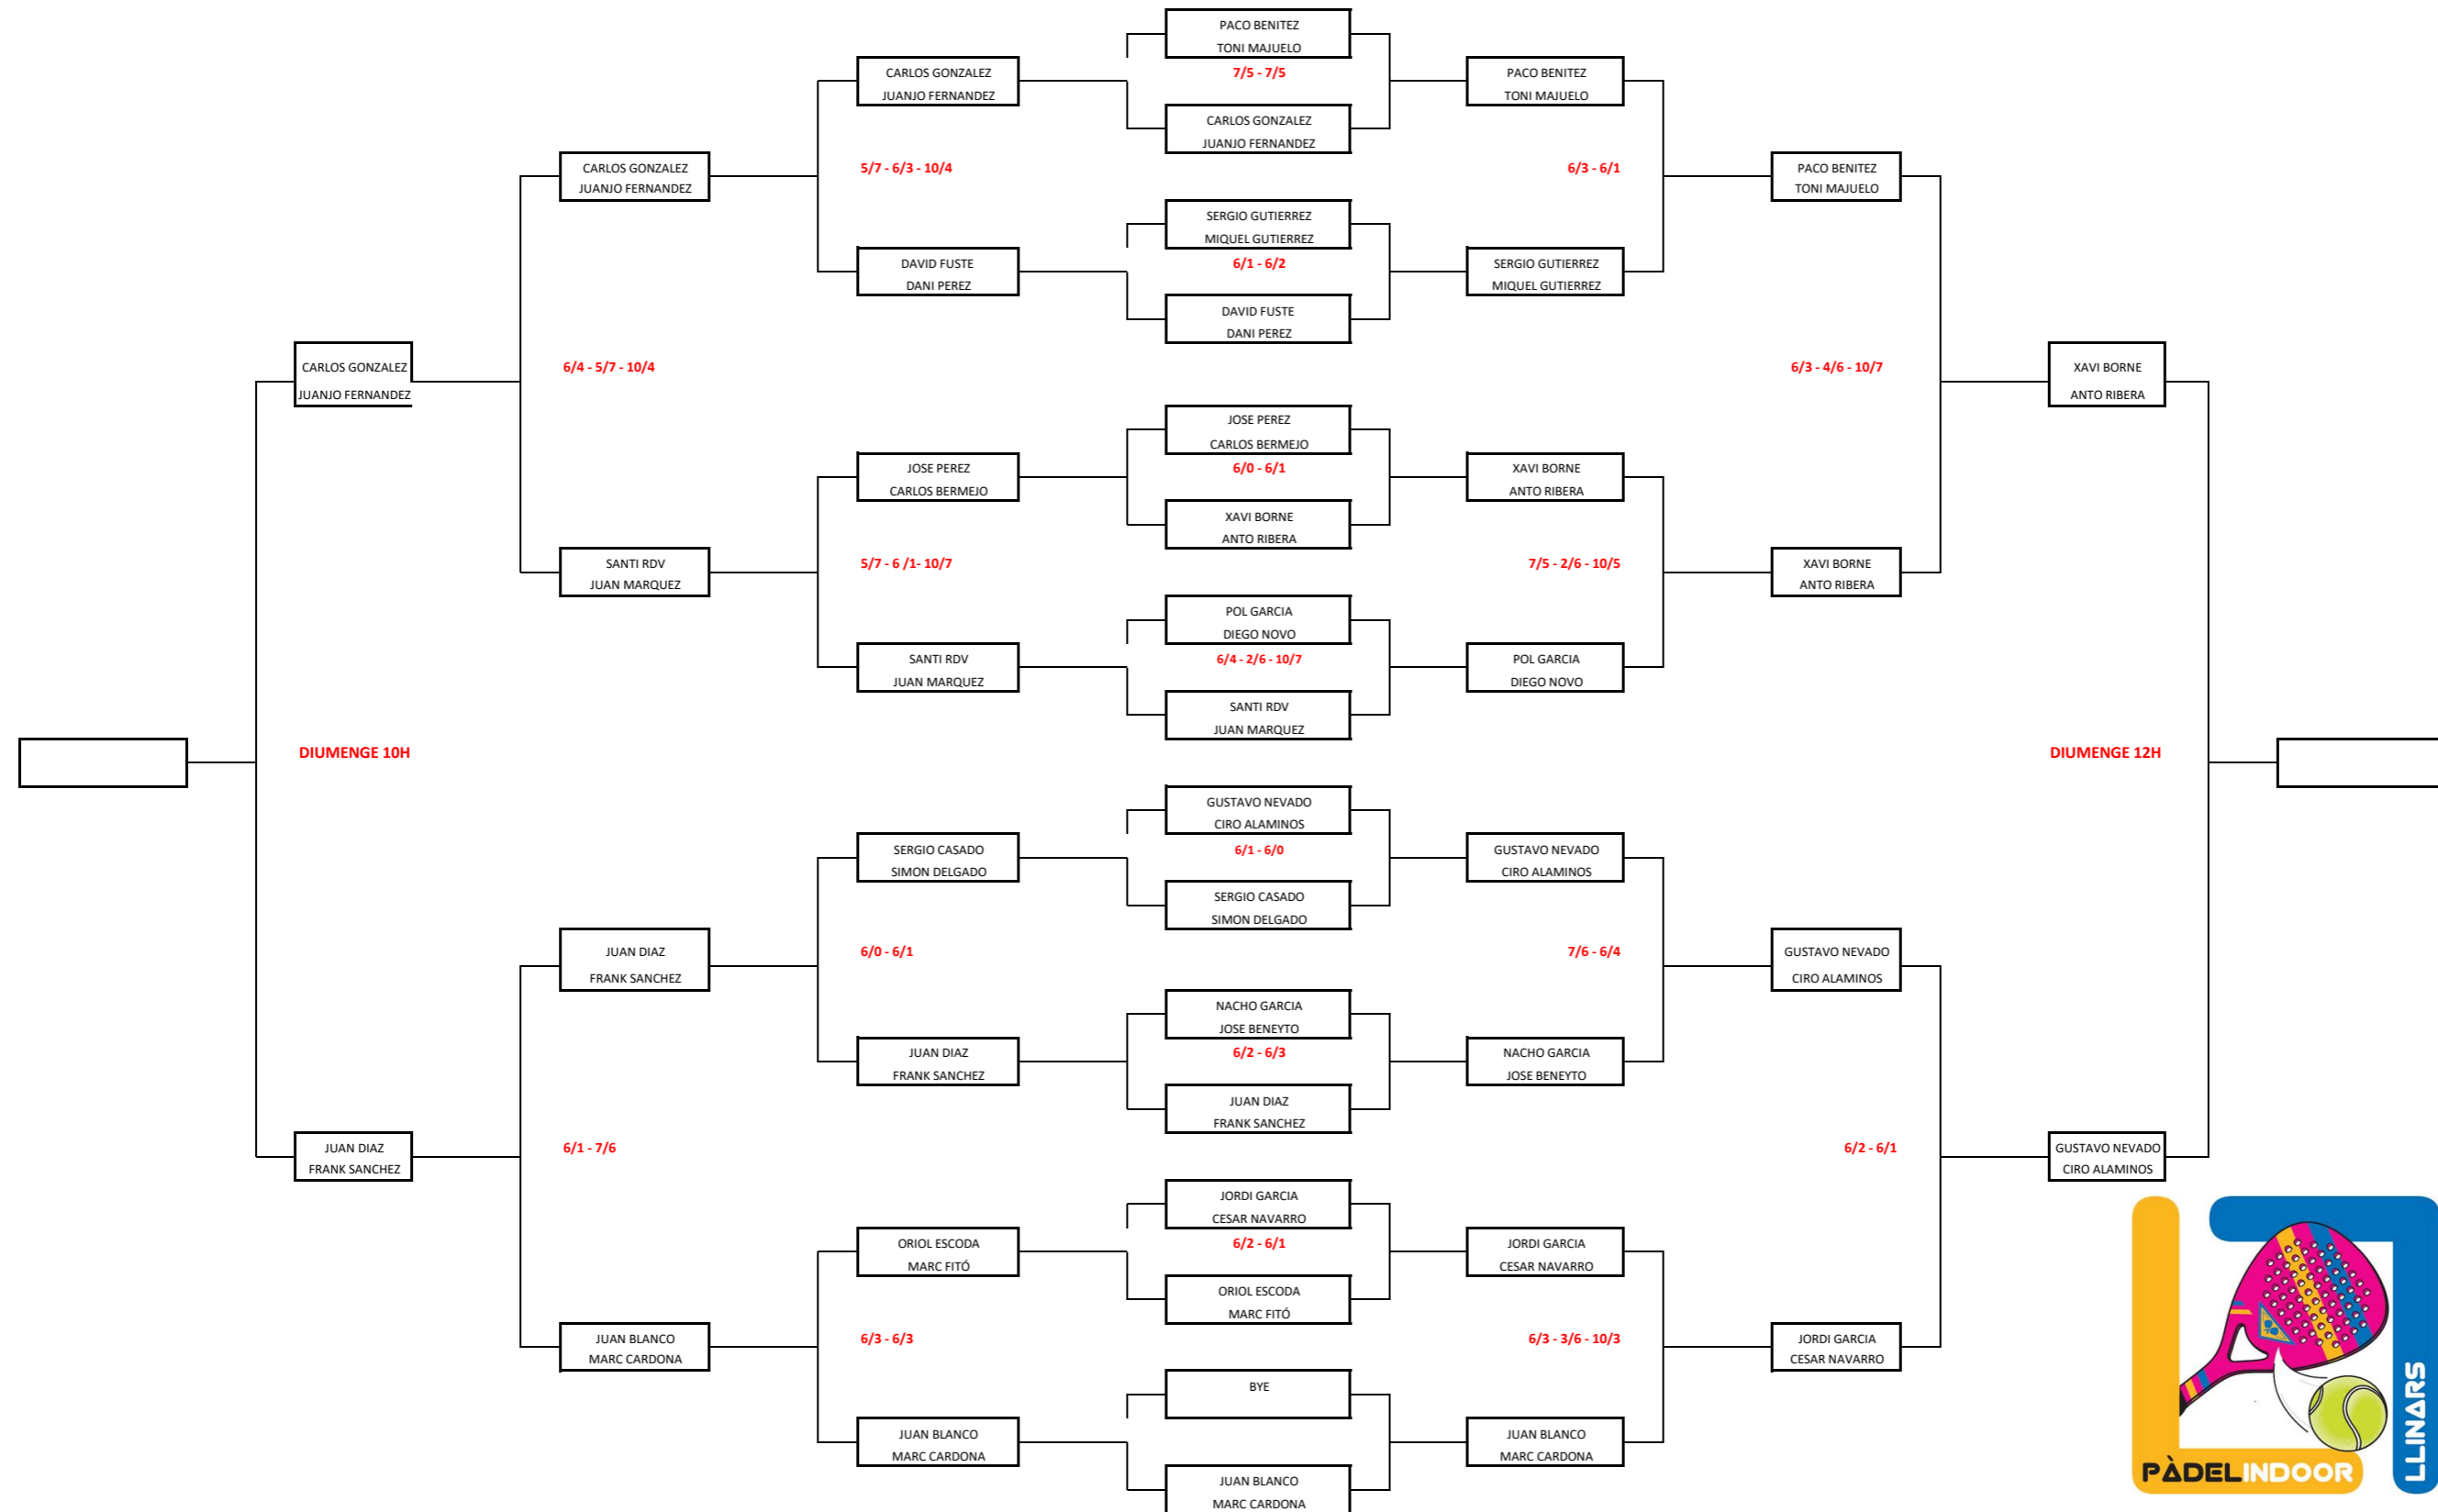 PACO BENITEZ
TONI MAJUELO
7/5 - 7/5
CARLOS GONZALEZ
JUANJO FERNANDEZ
PACO BENITEZ
TONI MAJUELO
CARLOS GONZALEZ
JUANJO FERNANDEZ
CARLOS GONZALEZ
JUANJO FERNANDEZ
5/7 - 6/3 - 10/4
6/3 - 6/1
PACO BENITEZ
TONI MAJUELO
SERGIO GUTIERREZ
MIQUEL GUTIERREZ
6/1 - 6/2
DAVID FUSTE
DANI PEREZ
SERGIO GUTIERREZ
MIQUEL GUTIERREZ
DAVID FUSTE
DANI PEREZ
CARLOS GONZALEZ
JUANJO FERNANDEZ
6/4 - 5/7 - 10/4
6/3 - 4/6 - 10/7
XAVI BORNE
ANTO RIBERA
JOSE PEREZ
CARLOS BERMEJO
6/0 - 6/1
JOSE PEREZ
CARLOS BERMEJO
XAVI BORNE
ANTO RIBERA
XAVI BORNE
ANTO RIBERA
SANTI RDV
JUAN MARQUEZ
5/7 - 6 /1- 10/7
7/5 - 2/6 - 10/5
XAVI BORNE
ANTO RIBERA
POL GARCIA
DIEGO NOVO
6/4 - 2/6 - 10/7
SANTI RDV
JUAN MARQUEZ
POL GARCIA
DIEGO NOVO
SANTI RDV
JUAN MARQUEZ
DIUMENGE 10H
DIUMENGE 12H
GUSTAVO NEVADO
CIRO ALAMINOS
6/1 - 6/0
SERGIO CASADO
SIMON DELGADO
GUSTAVO NEVADO
CIRO ALAMINOS
SERGIO CASADO
SIMON DELGADO
JUAN DIAZ
FRANK SANCHEZ
6/0 - 6/1
7/6 - 6/4
GUSTAVO NEVADO
CIRO ALAMINOS
NACHO GARCIA
JOSE BENEYTO
6/2 - 6/3
JUAN DIAZ
FRANK SANCHEZ
NACHO GARCIA
JOSE BENEYTO
JUAN DIAZ
FRANK SANCHEZ
JUAN DIAZ
FRANK SANCHEZ
6/1 - 7/6
6/2 - 6/1
GUSTAVO NEVADO
CIRO ALAMINOS
JORDI GARCIA
CESAR NAVARRO
6/2 - 6/1
ORIOL ESCODA
MARC FITÓ
JORDI GARCIA
CESAR NAVARRO
ORIOL ESCODA
MARC FITÓ
JUAN BLANCO
MARC CARDONA
6/3 - 6/3
6/3 - 3/6 - 10/3
JORDI GARCIA
CESAR NAVARRO
BYE
JUAN BLANCO
MARC CARDONA
JUAN BLANCO
MARC CARDONA
JUAN BLANCO
MARC CARDONA
PÀDELINDOOR
LLINARS